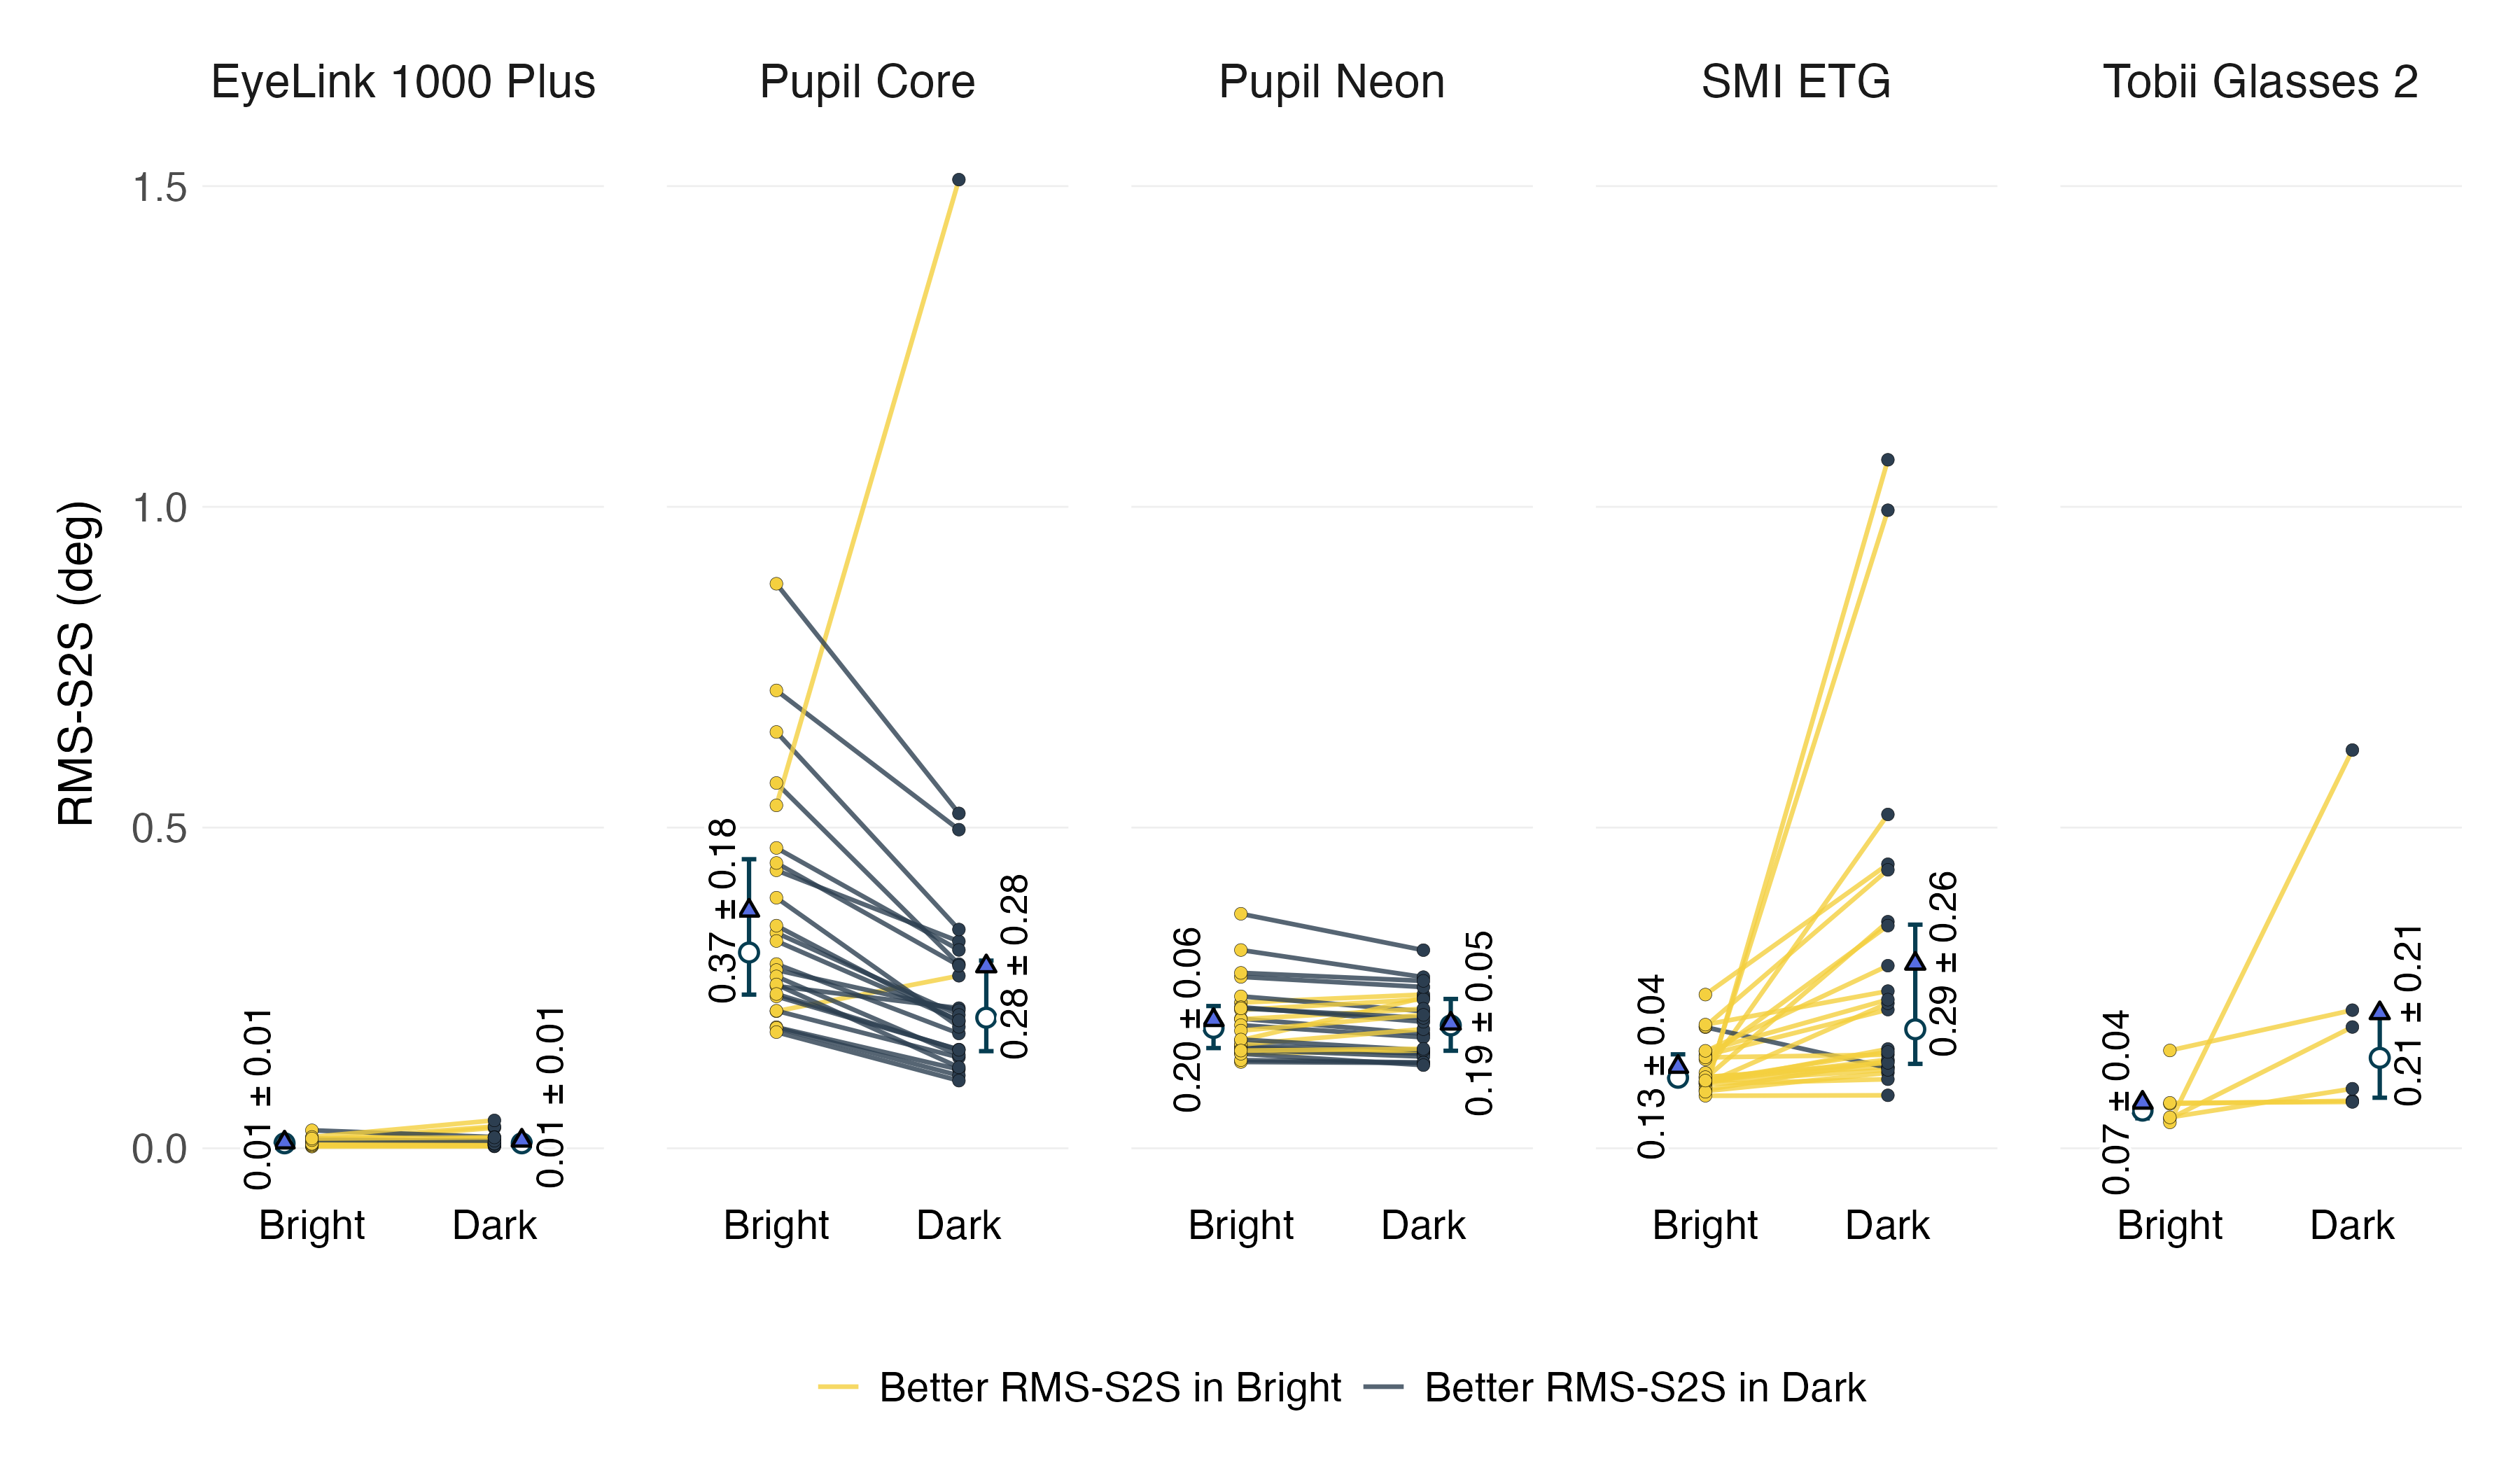 EyeLink 1000 Plus
Pupil Core
Pupil Neon
SMI ETG
Tobii Glasses 2
RMS-S2S (deg)
1.5
1.0
0.5
0.0
0.01 ± 0.01
0.01 ± 0.01
0.37 ± 0.18
0.28 ± 0.28
0.20 ± 0.06
0.19 ± 0.05
0.13 ± 0.04
0.29 ± 0.26
0.07 ± 0.04
0.21 ± 0.21
Bright
Dark
Bright
Dark
Bright
Dark
Bright
Dark
Bright
Dark
Better RMS-S2S in Bright
Better RMS-S2S in Dark